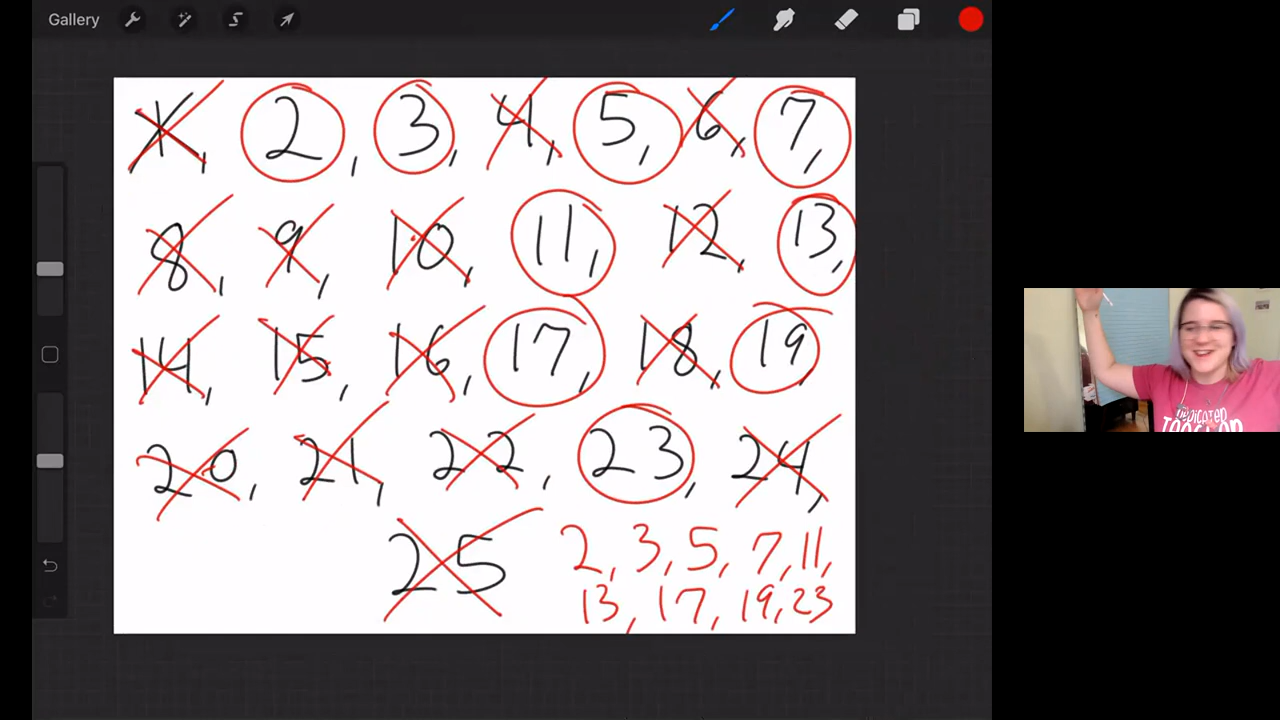 Gallery
1, 2, 3, 4, 5, 6, 7,
8, 9, 10, 11, 12, 13,
14, 15, 16, 17, 18, 19,
20, 21, 22, 23, 24,
25
2, 3, 5, 7, 11,
13, 17, 19, 23
DEDICATED